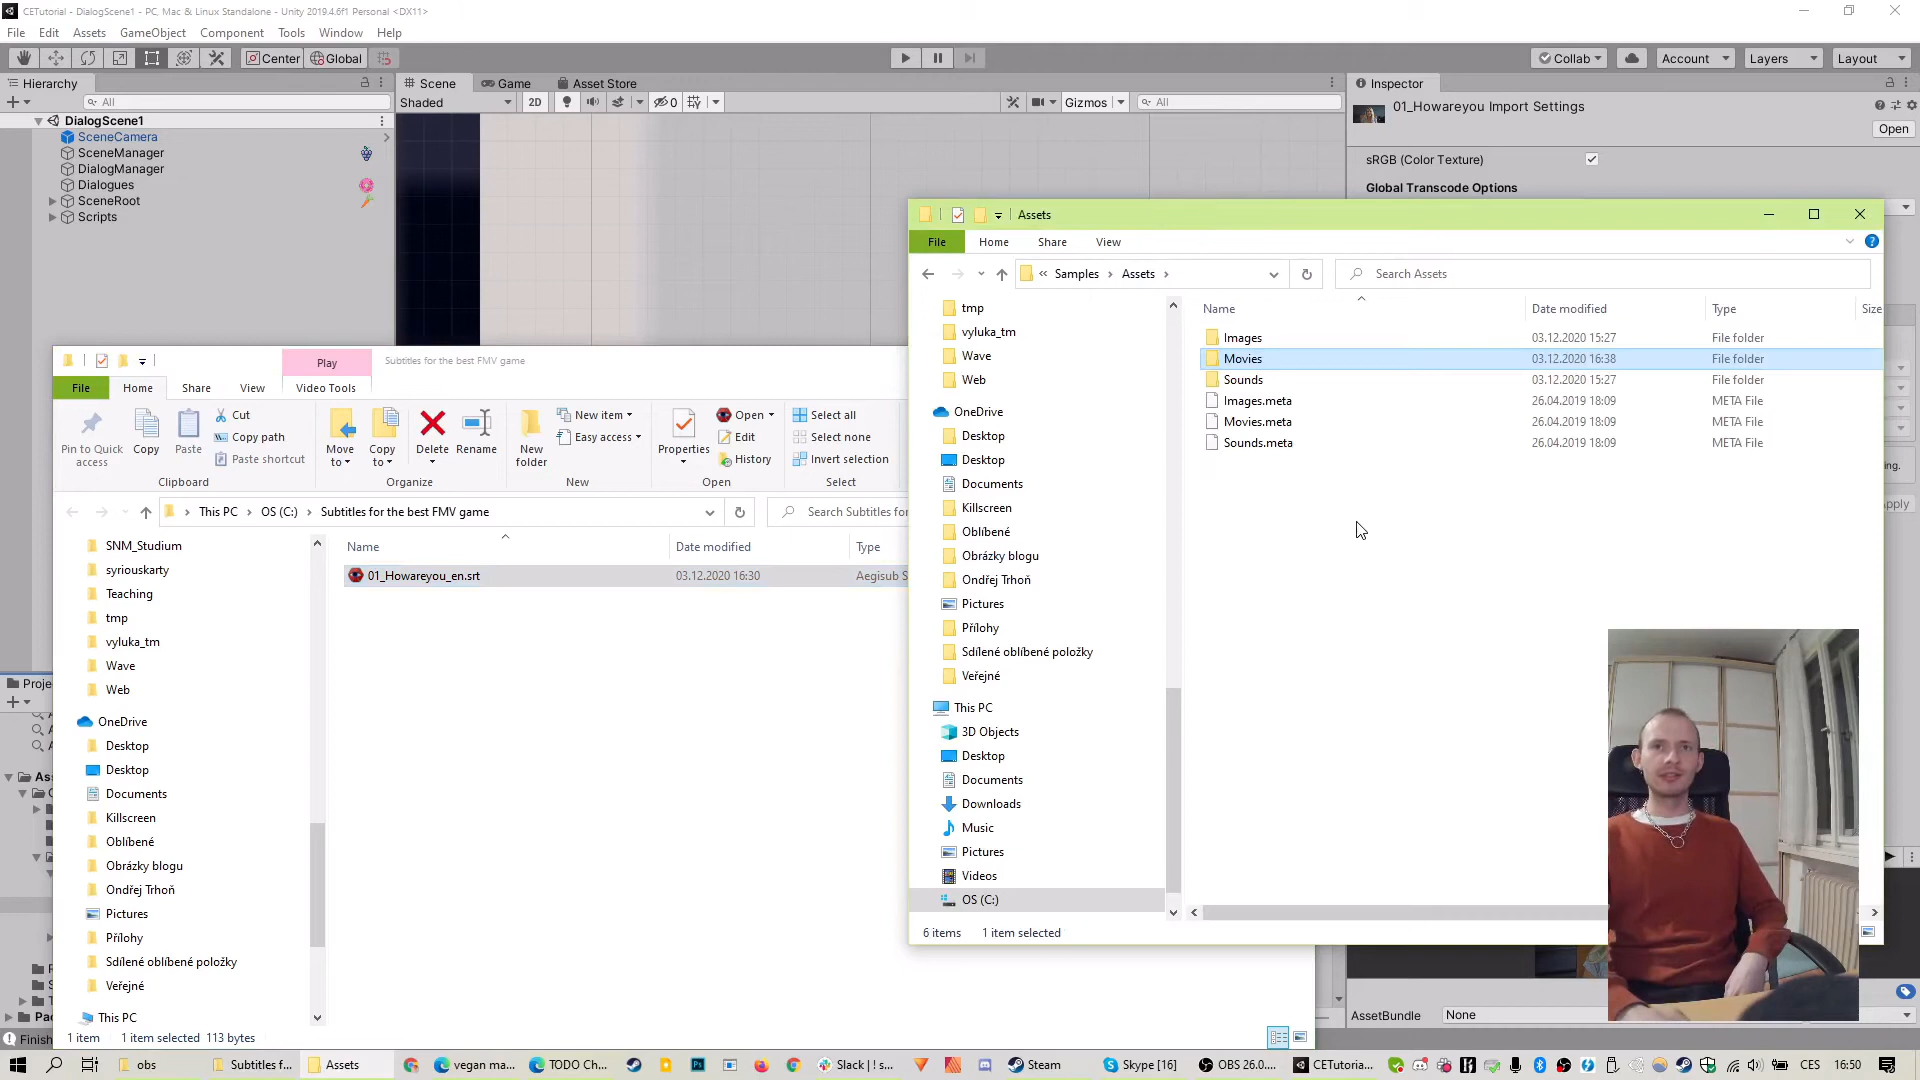 CETutorial - DialogScene1 - PC, Mac & Linux Standalone - Unity 2019.4.6f1 Personal <DX11>
File Edit Assets GameObject Component Tools Window Help
Center Global Collab Account Layers Layout
Hierarchy Scene Game Asset Store Inspector
All Shaded 2D 0 Gizmos All
01_Howareyou Import Settings
Open
DialogScene1
SceneCamera
SceneManager
DialogManager
Dialogues
SceneRoot
Scripts
sRGB (Color Texture)
Global Transcode Options
Assets
File Home Share View
Samples Assets Search Assets
Name Date modified Type Size
Images 03.12.2020 15:27 File folder
Movies 03.12.2020 16:38 File folder
Sounds 03.12.2020 15:27 File folder
Images.meta 26.04.2019 18:09 META File
Movies.meta 26.04.2019 18:09 META File
Sounds.meta 26.04.2019 18:09 META File
tmp
vyluka_tm
Wave
Web
OneDrive
Desktop
Desktop
Documents
Killscreen
Oblíbené
Obrázky blogu
Ondřej Trhoň
Pictures
Přílohy
Sdílené oblíbené položky
Veřejné
This PC
3D Objects
Desktop
Documents
Downloads
Music
Pictures
Videos
OS (C:)
6 items 1 item selected
Play Subtitles for the best FMV game
File Home Share View Video Tools
Pin to Quick access
Copy
Paste
Cut
Copy path
Paste shortcut
Clipboard
Move to
Copy to
Delete
Rename
Organize
New folder
New item
Easy access
New
Properties
Open
Edit
History
Open
Select all
Select none
Invert selection
Select
This PC OS (C:) Subtitles for the best FMV game Search Subtitles for
Name Date modified Type
01_Howareyou_en.srt 03.12.2020 16:30 Aegisub S
SNM_Studium
syriouskarty
Teaching
tmp
vyluka_tm
Wave
Web
OneDrive
Desktop
Desktop
Documents
Killscreen
Oblíbené
Obrázky blogu
Ondřej Trhoň
Pictures
Přílohy
Sdílené oblíbené položky
Veřejné
This PC
1 item 1 item selected 113 bytes
Proje
Ass
Pac
Finish
ing.
Apply
AssetBundle None
obs Subtitles f... Assets vegan ma... TODO Ch... Slack | ! s... Steam Skype [16] OBS 26.0.... CETutoria... CES 16:50